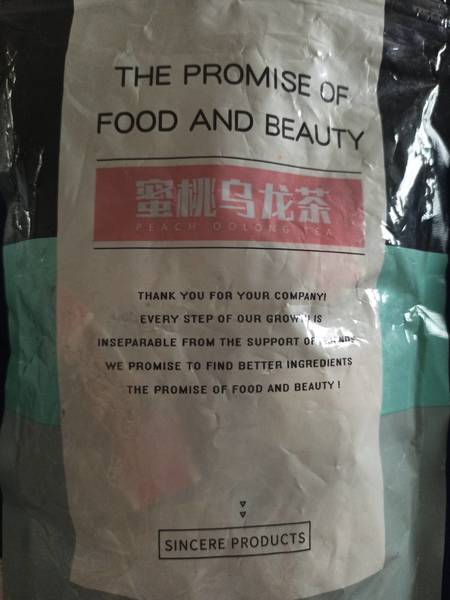 THE PROMISE OF
FOOD AND BEAUTY
蜜桃乌龙茶
PEACH OOLONG TEA
THANK YOU FOR YOUR COMPANY!
EVERY STEP OF OUR GROWTH IS
INSEPARABLE FROM THE SUPPORT OF
WE PROMISE TO FIND BETTER INGREDIENTS
THE PROMISE OF FOOD AND BEAUTY !
SINCERE PRODUCTS